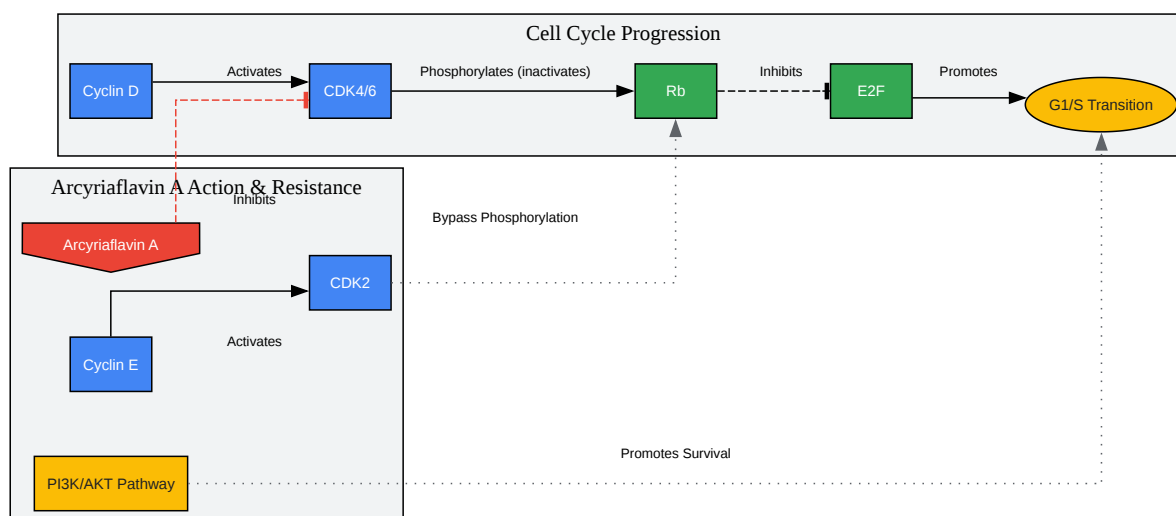 Cell Cycle Progression
Cyclin D
Activates
CDK4/6
Phosphorylates (inactivates)
Rb
Inhibits
E2F
Promotes
G1/S Transition
Arcyriaflavin A Action & Resistance
Inhibits
Arcyriaflavin A
Bypass Phosphorylation
CDK2
Activates
Cyclin E
Promotes Survival
PI3K/AKT Pathway